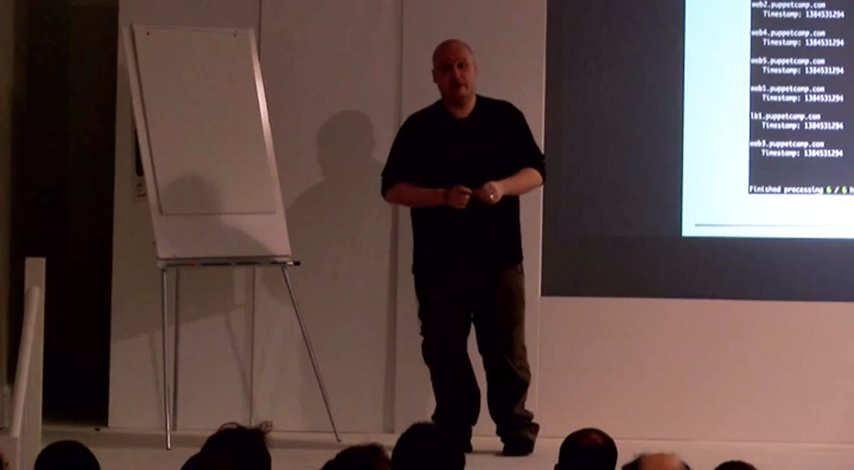 web2.puppetcamp.com
Timestamp: 1384531294
web4.puppetcamp.com
Timestamp: 1384531294
web5.puppetcamp.com
Timestamp: 1384531294
web1.puppetcamp.com
Timestamp: 1384531294
lb1.puppetcamp.com
Timestamp: 1384531294
web3.puppetcamp.com
Timestamp: 1384531294
Finished processing 6 / 6 h